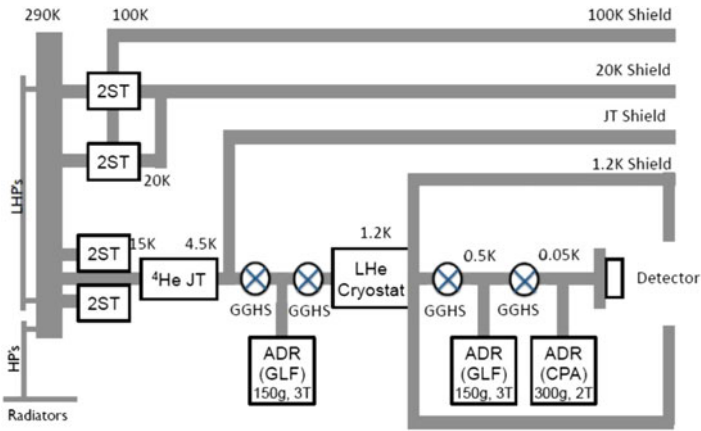 290K
100K
100K Shield
2ST
20K Shield
JT Shield
2ST
20K
1.2K Shield
LHP's
2ST
15K
4.5K
1.2K
0.5K
0.05K
⁴He JT
LHe
Cryostat
Detector
2ST
GGHS
GGHS
GGHS
GGHS
HP's
ADR
(GLF)
150g, 3T
ADR
(GLF)
150g, 3T
ADR
(CPA)
300g, 2T
Radiators